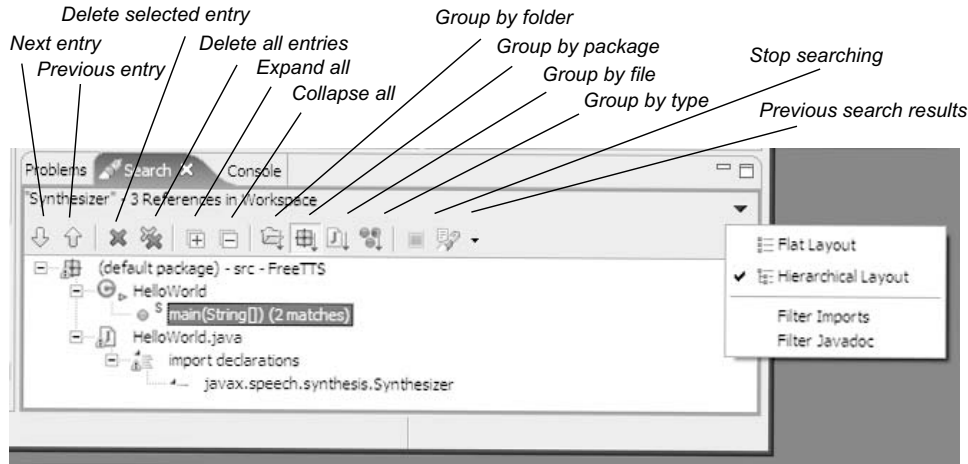 Delete selected entry
Group by folder
Next entry
Delete all entries
Group by package
Previous entry
Expand all
Stop searching
Group by file
Collapse all
Group by type
Previous search results
Problems
Search
Console
"Synthesizer" - 3 References in Workspace
(default package) - src - FreeTTS
HelloWorld
S main(String[]) (2 matches)
HelloWorld.java
import declarations
javax.speech.synthesis.Synthesizer
Flat Layout
Hierarchical Layout
Filter Imports
Filter Javadoc